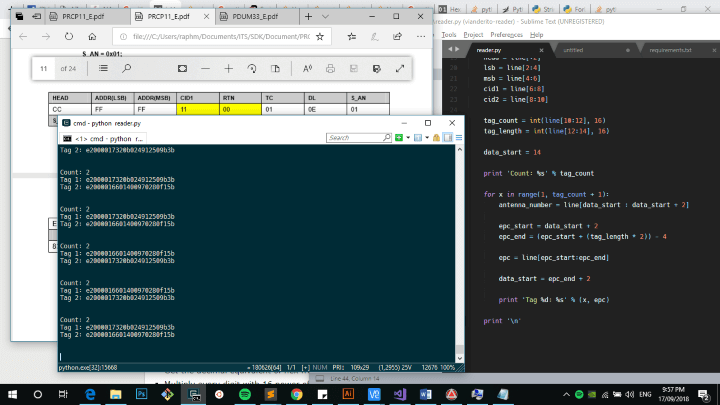 PRCP11_E.pdf
PRCP11_E.pdf
PDUM33_E.pdf
file:///C:/Users/raphm/Documents/ITS/SDK/Document/PR
S_AN = 0x01;
11 of 24
HEAD ADDR(LSB) ADDR(MSB) CID1 RTN TC DL S_AN
CC FF FF 11 00 01 0E 01
cmd - python reader.py
<1> cmd - python r...
Search
Tag 2: e2000017320b024912509b3b
Count: 2
Tag 1: e2000017320b024912509b3b
Tag 2: e2000016601400970280f15b
Count: 2
Tag 1: e2000016601400970280f15b
Tag 2: e2000017320b024912509b3b
Count: 2
Tag 1: e2000016601400970280f15b
Tag 2: e2000017320b024912509b3b
Count: 2
Tag 1: e2000016601400970280f15b
Tag 2: e2000017320b024912509b3b
Count: 2
Tag 1: e2000017320b024912509b3b
Tag 2: e2000016601400970280f15b
python.exe[32]:15668
« 180626[64] 1/1 [+] NUM PRI: 109x29 (1,2955) 25V 12676 100%
reader.py (vianderito-reader) - Sublime Text (UNREGISTERED)
Tools Project Preferences Help
reader.py
untitled
requirements.txt
lsb = line[2:4]
msb = line[4:6]
cid1 = line[6:8]
cid2 = line[8:10]
tag_count = int(line[10:12], 16)
tag_length = int(line[12:14], 16)
data_start = 14
print 'Count: %s' % tag_count
for x in range(1, tag_count + 1):
antenna_number = line[data_start : data_start + 2]
epc_start = data_start + 2
epc_end = (epc_start + (tag_length * 2)) - 4
epc = line[epc_start:epc_end]
data_start = epc_end + 2
print 'Tag %d: %s' % (x, epc)
print '\n'
Line 44, Column 14
ENG
9:57 PM
17/09/2018